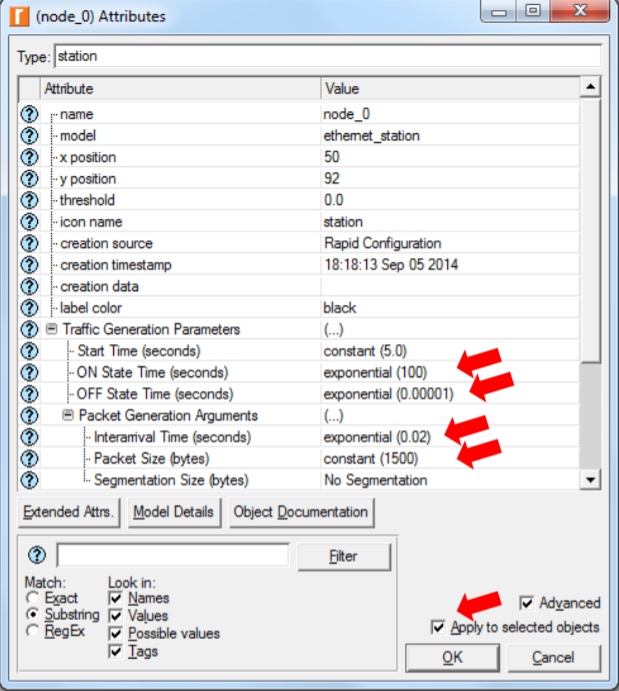 (node_0) Attributes
Type: station
Attribute Value
name node_0
model ethernet_station
x position 50
y position 92
threshold 0.0
icon name station
creation source Rapid Configuration
creation timestamp 18:18:13 Sep 05 2014
creation data
label color black
Traffic Generation Parameters (...)
Start Time (seconds) constant (5.0)
ON State Time (seconds) exponential (100)
OFF State Time (seconds) exponential (0.00001)
Packet Generation Arguments (...)
Interarrival Time (seconds) exponential (0.02)
Packet Size (bytes) constant (1500)
Segmentation Size (bytes) No Segmentation
Extended Attrs. Model Details Object Documentation
Filter
Match: Look in:
Exact Names
Substring Values
RegEx Possible values
Tags
Advanced
Apply to selected objects
OK Cancel